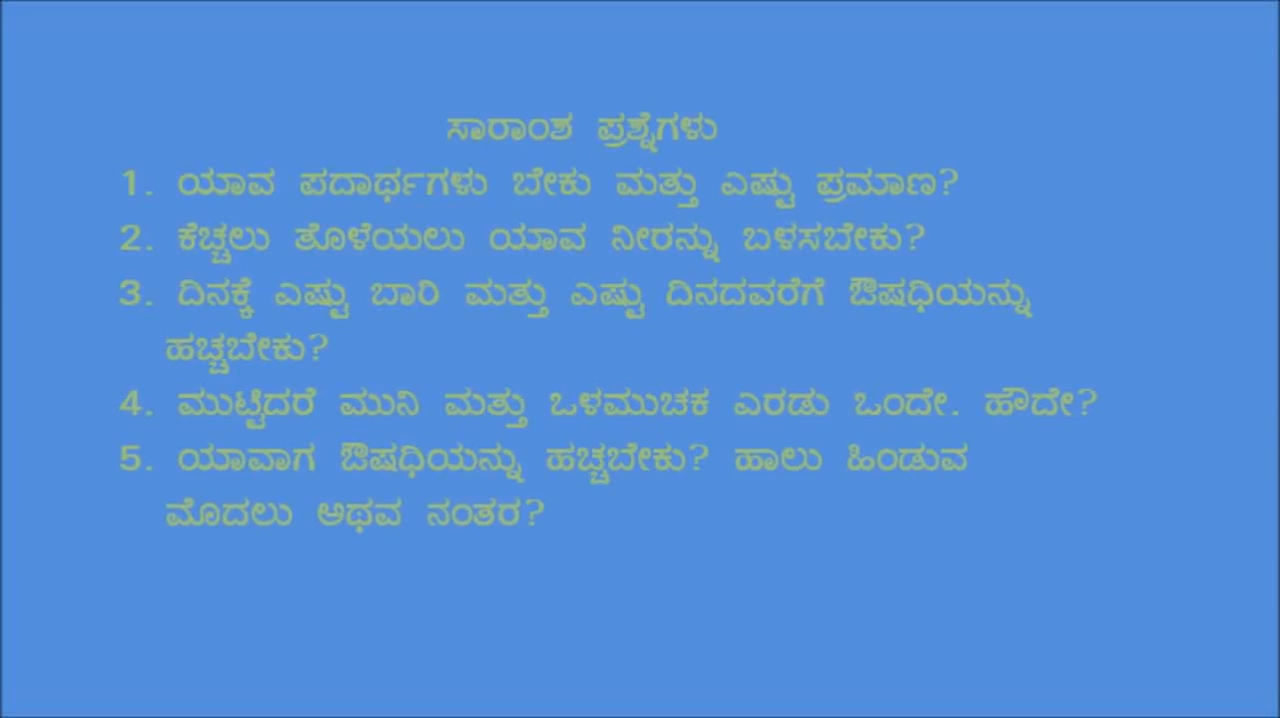 ಸಾರಾಂಶ ಪ್ರಶ್ನೆಗಳು
1. ಯಾವ ಪದಾರ್ಥಗಳು ಬೇಕು ಮತ್ತು ಎಷ್ಟು ಪ್ರಮಾಣ?
2. ಕೆಚ್ಚಲು ತೊಳೆಯಲು ಯಾವ ನೀರನ್ನು ಬಳಸಬೇಕು?
3. ದಿನಕ್ಕೆ ಎಷ್ಟು ಬಾರಿ ಮತ್ತು ಎಷ್ಟು ದಿನದವರೆಗೆ ಔಷಧಿಯನ್ನು
ಹಚ್ಚಬೇಕು?
4. ಮುಟ್ಟಿದರೆ ಮುನಿ ಮತ್ತು ಒಳಮುಚಕ ಎರಡು ಒಂದೇ. ಹೌದೇ?
5. ಯಾವಾಗ ಔಷಧಿಯನ್ನು ಹಚ್ಚಬೇಕು? ಹಾಲು ಹಿಂಡುವ
ಮೊದಲು ಅಥವ ನಂತರ?